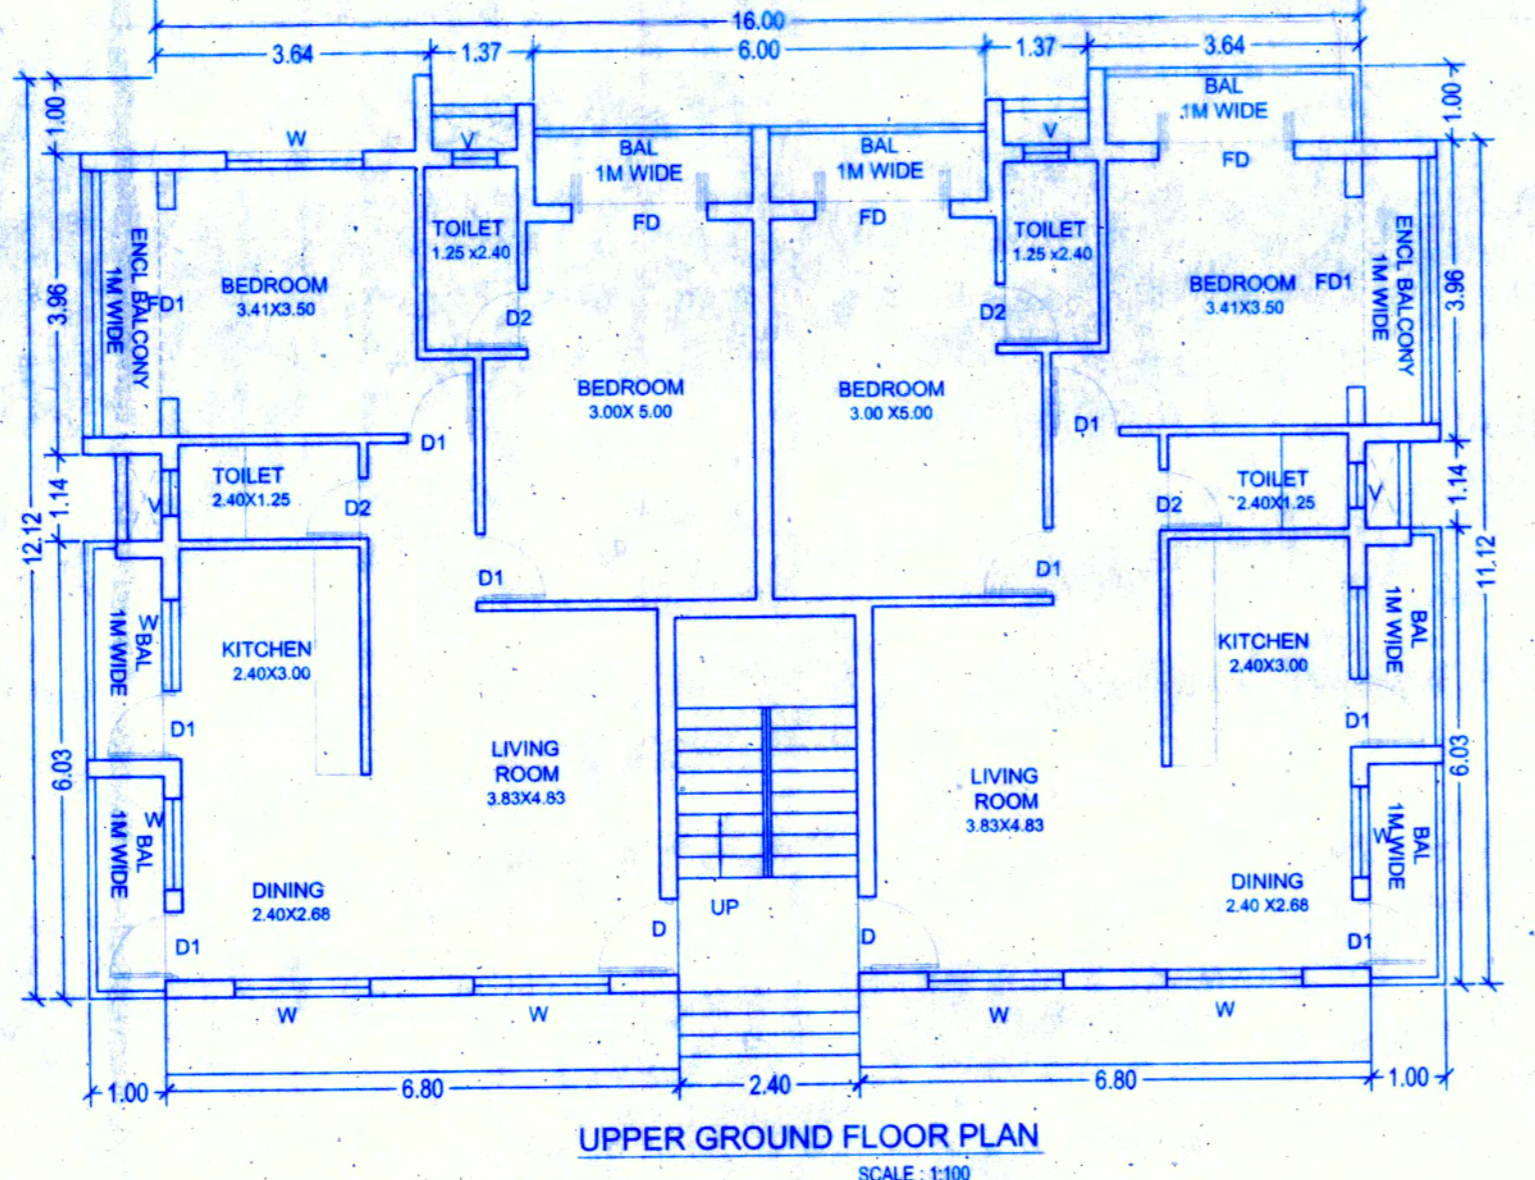 16.00
3.64
1.37
6.00
1.37
3.64
1.00
1.00
BAL
1M WIDE
W
V
BAL
1M WIDE
BAL
1M WIDE
V
FD
FD
FD
TOILET
1.25 x2.40
TOILET
1.25 x2.40
ENCL BALCONY
1M WIDE
FD1
BEDROOM
3.41X3.50
BEDROOM
3.41X3.50
FD1
ENCL BALCONY
1M WIDE
3.96
3.96
D2
D2
BEDROOM
3.00X 5.00
BEDROOM
3.00 X5.00
D1
D1
TOILET
2.40X1.25
TOILET
2.40X1.25
V
D2
D2
V
1.14
1.14
12.12
11.12
D1
D1
BAL
1M WIDE
W
KITCHEN
2.40X3.00
KITCHEN
2.40X3.00
BAL
1M WIDE
D1
D1
6.03
6.03
LIVING
ROOM
3.83X4.83
LIVING
ROOM
3.83X4.83
BAL
1M WIDE
W
W
BAL
1M WIDE
DINING
2.40X2.68
DINING
2.40 X2.68
UP
D
D
D1
D1
W
W
W
W
1.00
6.80
2.40
6.80
1.00
UPPER GROUND FLOOR PLAN
SCALE : 1:100